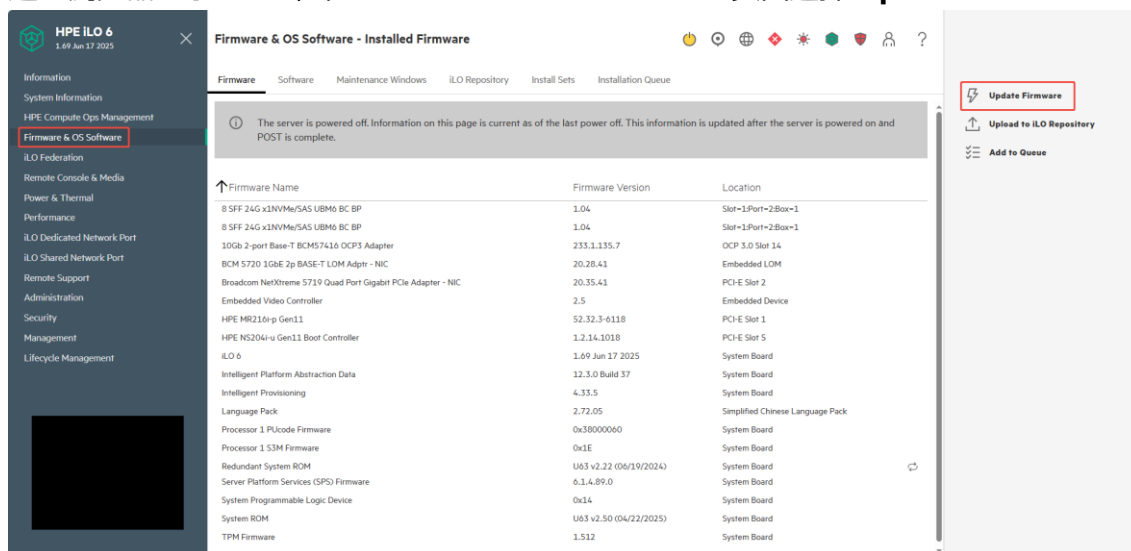 HPE iLO 6
1.69 Jun 17 2025
Firmware & OS Software - Installed Firmware
Information
System Information
HPE Compute Ops Management
Firmware & OS Software
iLO Federation
Remote Console & Media
Power & Thermal
Performance
iLO Dedicated Network Port
iLO Shared Network Port
Remote Support
Administration
Security
Management
Lifecycle Management
Firmware Software Maintenance Windows iLO Repository Install Sets Installation Queue
The server is powered off. Information on this page is current as of the last power off. This information is updated after the server is powered on and
POST is complete.
Firmware Name Firmware Version Location
8 SFF 24G x1NVMe/SAS UBM6 BC BP 1.04 Slot=1:Port=2:Box=1
8 SFF 24G x1NVMe/SAS UBM6 BC BP 1.04 Slot=1:Port=2:Box=1
10Gb 2-port Base-T BCM57416 OCP3 Adapter 233.1.135.7 OCP 3.0 Slot 14
BCM 5720 1GbE 2p BASE-T LOM Adptr - NIC 20.28.41 Embedded LOM
Broadcom NetXtreme 5719 Quad Port Gigabit PCIe Adapter - NIC 20.35.41 PCI-E Slot 2
Embedded Video Controller 2.5 Embedded Device
HPE MR216i-p Gen11 52.32.3-6118 PCI-E Slot 1
HPE NS204i-u Gen11 Boot Controller 1.2.14.1018 PCI-E Slot 5
iLO 6 1.69 Jun 17 2025 System Board
Intelligent Platform Abstraction Data 12.3.0 Build 37 System Board
Intelligent Provisioning 4.33.5 System Board
Language Pack 2.72.05 Simplified Chinese Language Pack
Processor 1 PUcode Firmware 0x38000060 System Board
Processor 1 S3M Firmware 0x1E System Board
Redundant System ROM U63 v2.22 (06/19/2024) System Board
Server Platform Services (SPS) Firmware 6.1.4.89.0 System Board
System Programmable Logic Device 0x14 System Board
System ROM U63 v2.50 (04/22/2025) System Board
TPM Firmware 1.512 System Board
Update Firmware
Upload to iLO Repository
Add to Queue